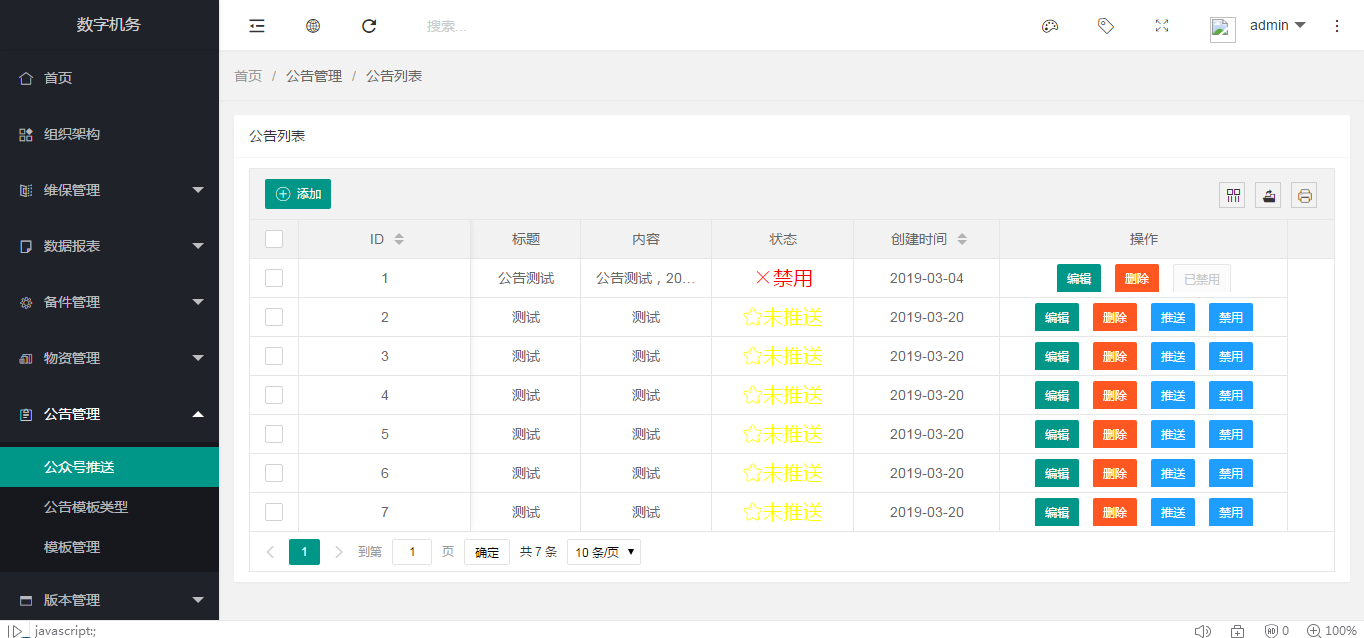 数字机务
搜索...
admin
首页
组织架构
维保管理
数据报表
备件管理
物资管理
公告管理
公众号推送
公告模板类型
模板管理
版本管理
首页 / 公告管理 / 公告列表
公告列表
添加
ID 标题 内容 状态 创建时间 操作
1 公告测试 公告测试，20... 禁用 2019-03-04 编辑 删除 已禁用
2 测试 测试 未推送 2019-03-20 编辑 删除 推送 禁用
3 测试 测试 未推送 2019-03-20 编辑 删除 推送 禁用
4 测试 测试 未推送 2019-03-20 编辑 删除 推送 禁用
5 测试 测试 未推送 2019-03-20 编辑 删除 推送 禁用
6 测试 测试 未推送 2019-03-20 编辑 删除 推送 禁用
7 测试 测试 未推送 2019-03-20 编辑 删除 推送 禁用
1 到第 1 页 确定 共 7 条 10 条/页
javascript:; 0 100%